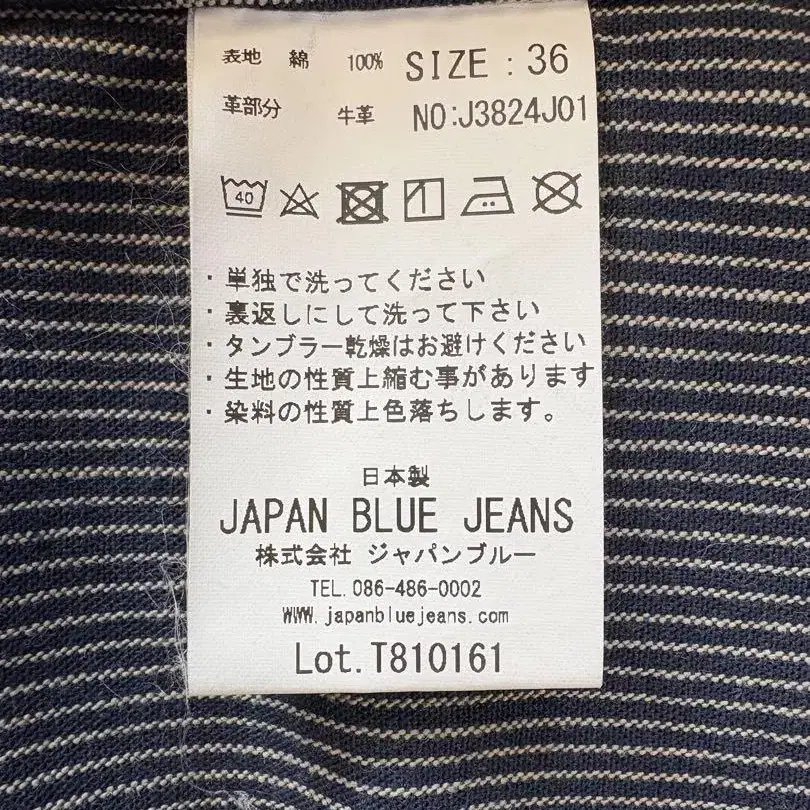 表地 綿 100% SIZE : 36
革部分 牛革 NO:J3824J01
40
・単独で洗ってください
・裏返しにして洗って下さい
・タンブラー乾燥はお避けください
・生地の性質上縮む事があります
・染料の性質上色落ちします。
日本製
JAPAN BLUE JEANS
株式会社 ジャパンブルー
TEL. 086-486-0002
WWW. japanbluejeans.com
Lot.T810161